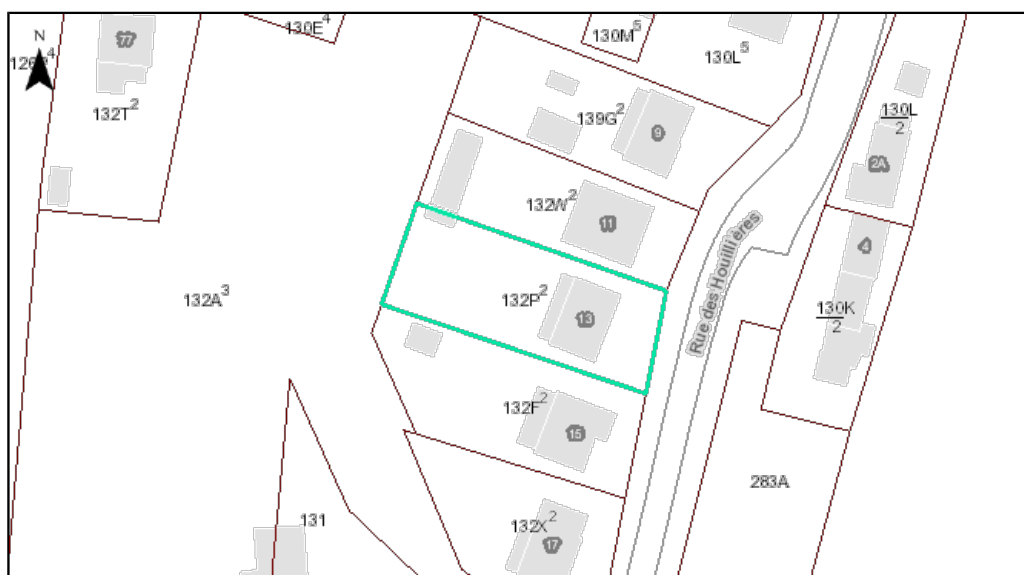 N
77
130E⁴
130M⁵
130L⁵
132T²
139G²
9
130L
2
2A
132W²
11
4
Rue des Houillières
132A³
132P²
13
130K
2
132F²
15
283A
131
132X²
17